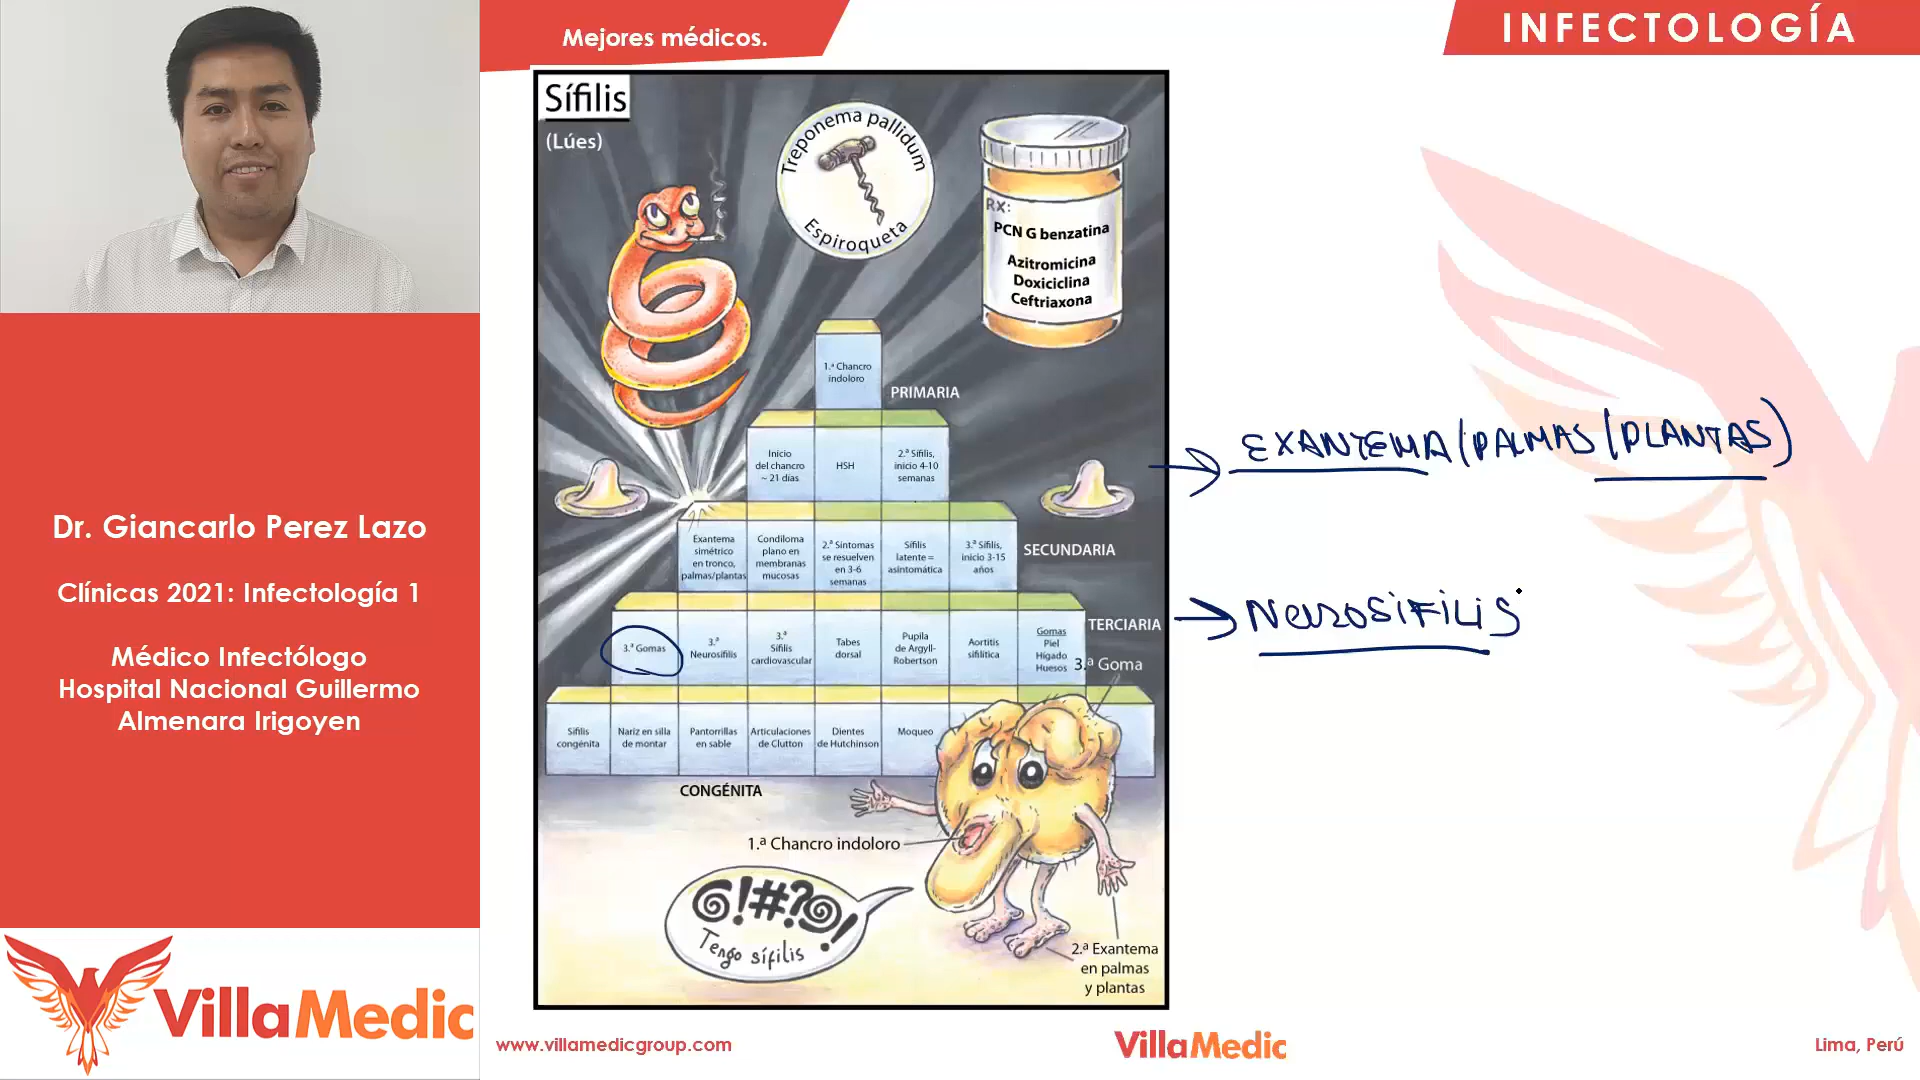 Mejores médicos.
INFECTOLOGÍA
Dr. Giancarlo Perez Lazo
Clínicas 2021: Infectología 1
Médico Infectólogo
Hospital Nacional Guillermo
Almenara Irigoyen
VillaMedic
Sífilis
(Lúes)
Treponema pallidum
Espiroqueta
RX:
PCN G benzatina
Azitromicina
Doxiciclina
Ceftriaxona
1.ª Chancro
indoloro
PRIMARIA
Inicio
del chancro
~ 21 días
HSH
2.ª Sífilis,
inicio 4-10
semanas
Exantema
simétrico
en tronco,
palmas/plantas
Condiloma
plano en
membranas
mucosas
2.ª Síntomas
se resuelven
en 3-6
semanas
Sífilis
latente =
asintomática
3.ª Sífilis,
inicio 3-15
años
SECUNDARIA
3.ª Gomas
3.ª
Neurosífilis
3.ª
Sífilis
cardiovascular
Tabes
dorsal
Pupila
de Argyll-
Robertson
Aortitis
sifilítica
Gomas
Piel
Hígado
Huesos
TERCIARIA
3.ª Goma
Sífilis
congénita
Nariz en silla
de montar
Pantorrillas
en sable
Articulaciones
de Clutton
Dientes
de Hutchinson
Moqueo
CONGÉNITA
1.ª Chancro indoloro
@!#?@!
Tengo sífilis
2.ª Exantema
en palmas
y plantas
EXANTEMA (PALMAS/PLANTAS)
NeuroSIFILIS
www.villamedicgroup.com
VillaMedic
Lima, Perú